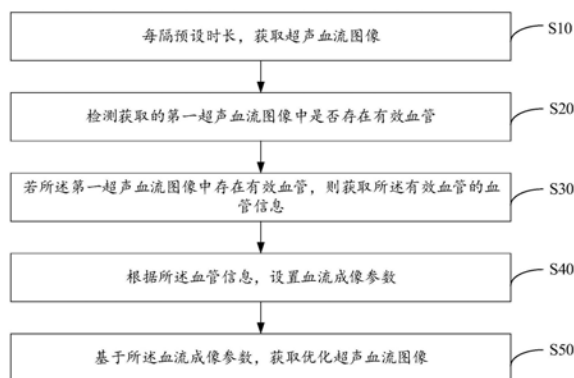 每隔预设时长，获取超声血流图像
S10
检测获取的第一超声血流图像中是否存在有效血管
S20
若所述第一超声血流图像中存在有效血管，则获取所述有效血管的血
管信息
S30
根据所述血管信息，设置血流成像参数
S40
基于所述血流成像参数，获取优化超声血流图像
S50